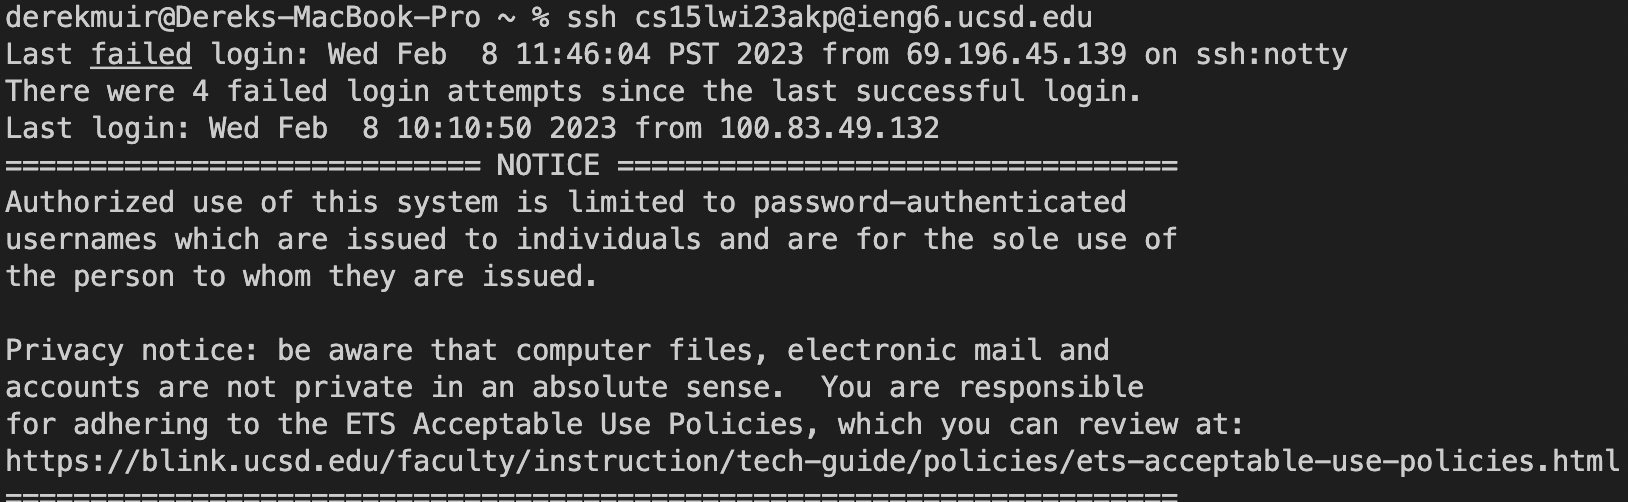 derekmuir@Dereks-MacBook-Pro ~ % ssh cs15lwi23akp@ieng6.ucsd.edu
Last failed login: Wed Feb  8 11:46:04 PST 2023 from 69.196.45.139 on ssh:notty
There were 4 failed login attempts since the last successful login.
Last login: Wed Feb  8 10:10:50 2023 from 100.83.49.132
============================ NOTICE =================================
Authorized use of this system is limited to password-authenticated
usernames which are issued to individuals and are for the sole use of
the person to whom they are issued.

Privacy notice: be aware that computer files, electronic mail and
accounts are not private in an absolute sense.  You are responsible
for adhering to the ETS Acceptable Use Policies, which you can review at:
https://blink.ucsd.edu/faculty/instruction/tech-guide/policies/ets-acceptable-use-policies.html
=====================================================================